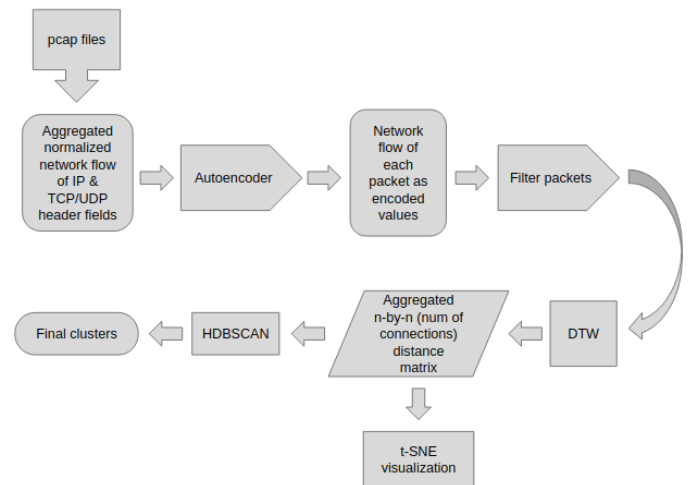 pcap files
Aggregated
normalized
network flow
of IP &
TCP/UDP
header fields
Autoencoder
Network
flow of
each
packet as
encoded
values
Filter packets
DTW
Aggregated
n-by-n (num of
connections)
distance
matrix
HDBSCAN
Final clusters
t-SNE
visualization